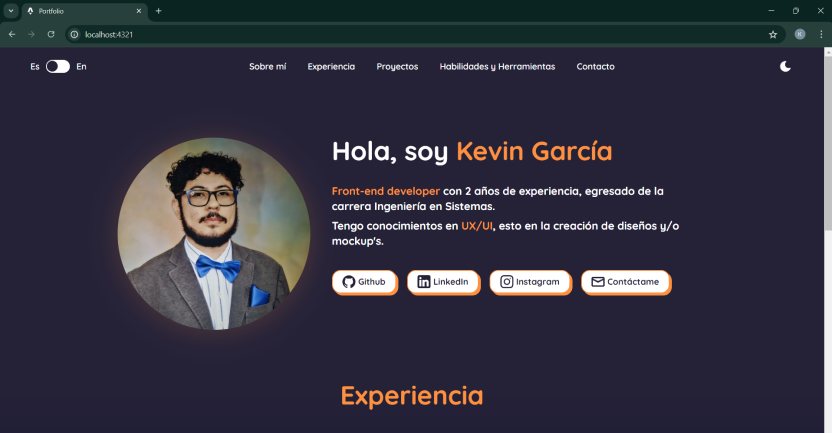 Portfolio
localhost:4321
K
Es En Sobre mí Experiencia Proyectos Habilidades y Herramientas Contacto
Hola, soy Kevin García
Front-end developer con 2 años de experiencia, egresado de la
carrera Ingeniería en Sistemas.
Tengo conocimientos en UX/UI, esto en la creación de diseños y/o
mockup's.
Github LinkedIn Instagram Contáctame
Experiencia